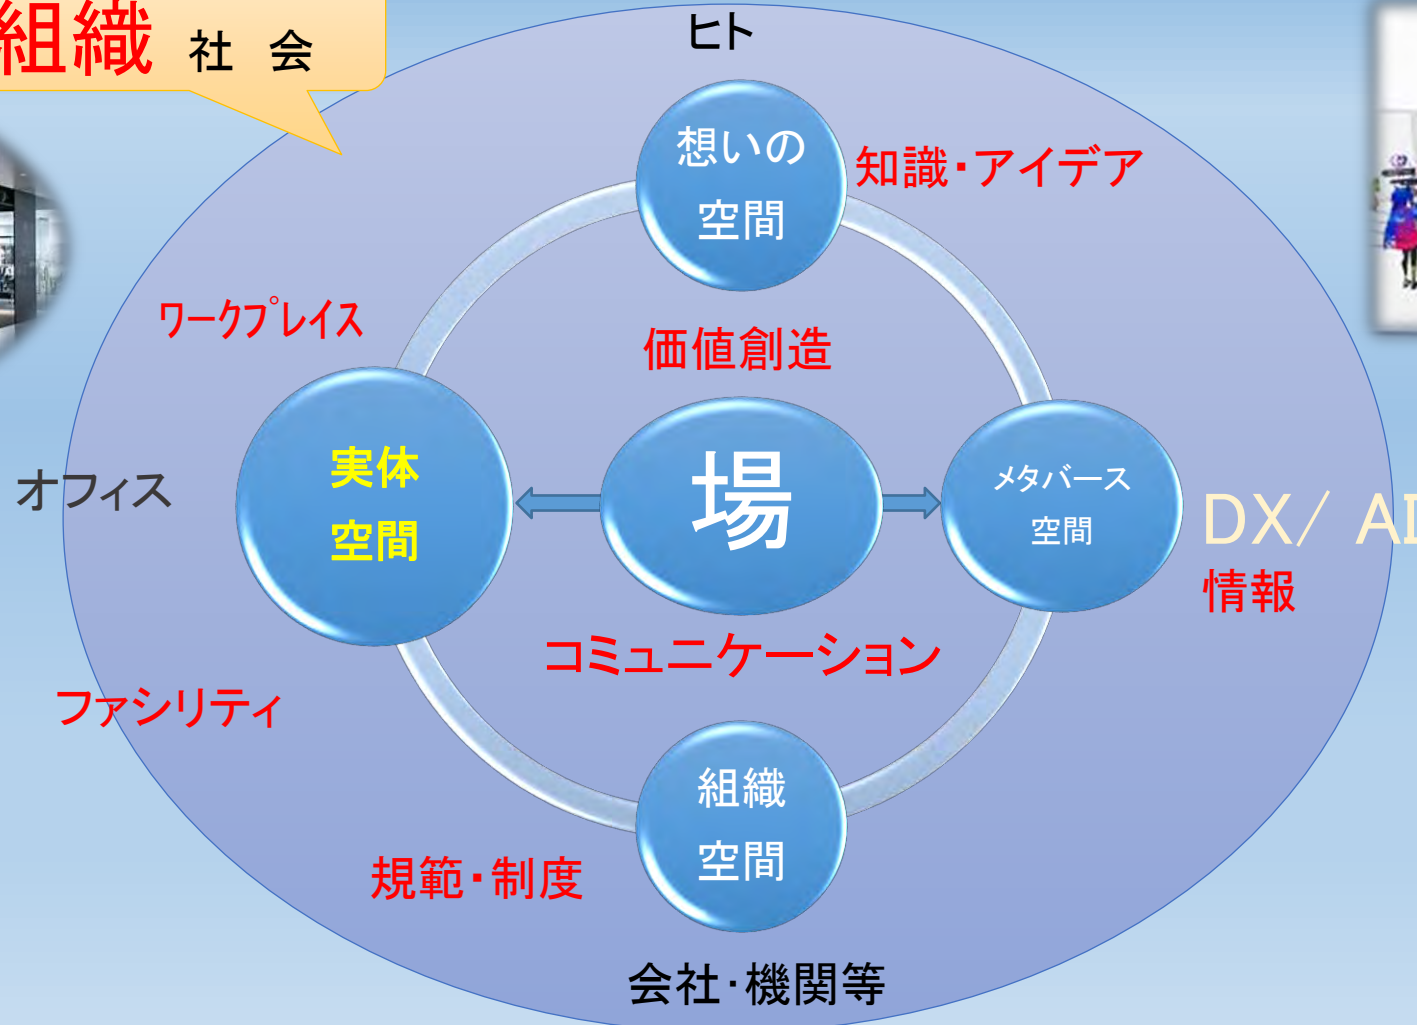 組織 社 会
ヒト
想いの
空間
知識・アイデア
ワークプレイス
価値創造
実体
空間
場
メタバース
空間
オフィス
DX/ AI
情報
コミュニケーション
ファシリティ
組織
空間
規範・制度
会社・機関等